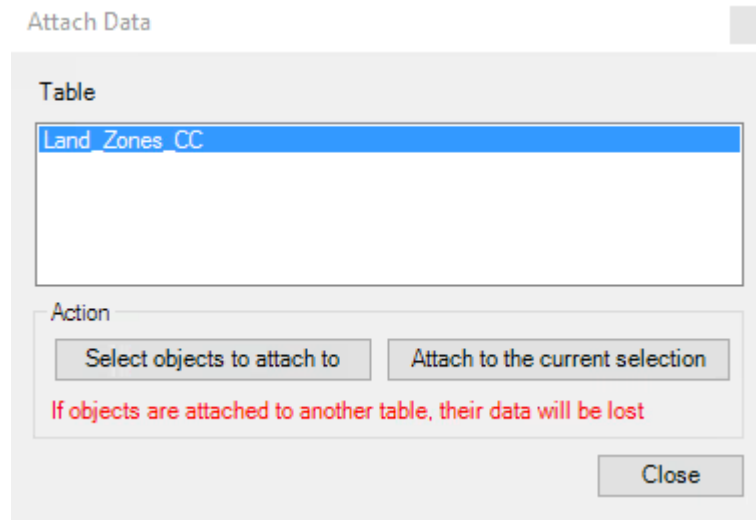 Attach Data
Table
Land_Zones_CC
Action
Select objects to attach to
Attach to the current selection
If objects are attached to another table, their data will be lost
Close